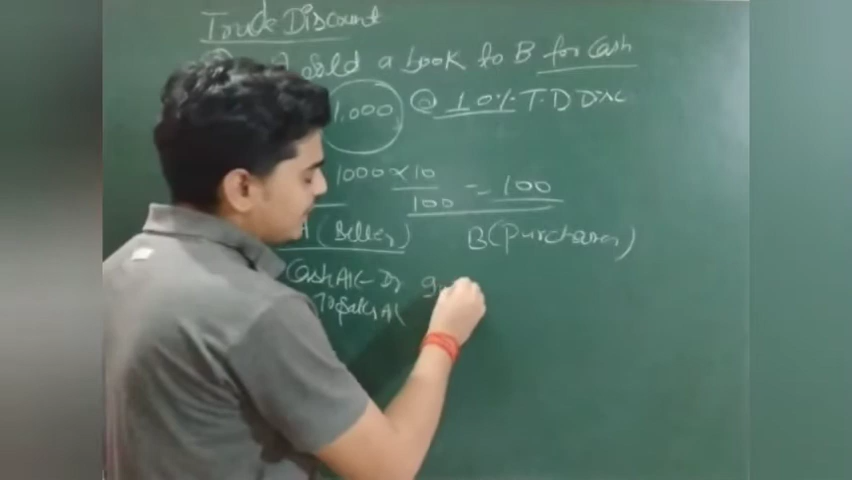 Trade Discount
A Sold a book to B for Cash
1,000 @ 10% T.D Disc
1000 × 10
100 = 100
A (Seller) B (Purchaser)
Cash A/c - Dr
To Sales A/c